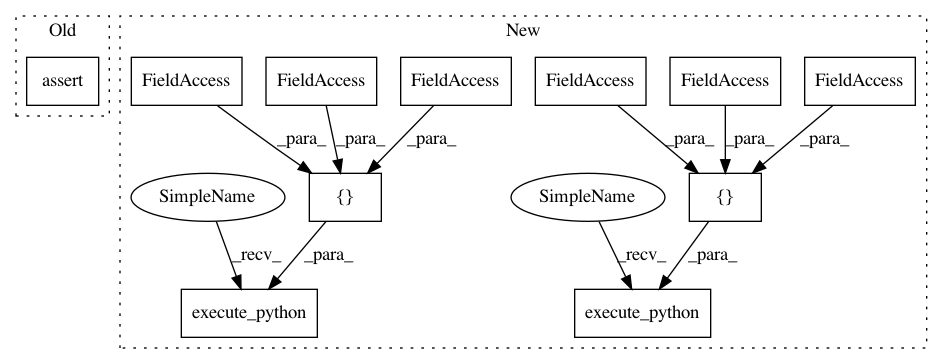 Old
New
assert
FieldAccess
FieldAccess
FieldAccess
FieldAccess
FieldAccess
FieldAccess
_para_
_para_
_para_
_para_
_para_
_para_
SimpleName
{}
SimpleName
{}
_recv_
_para_
_recv_
_para_
execute_python
execute_python